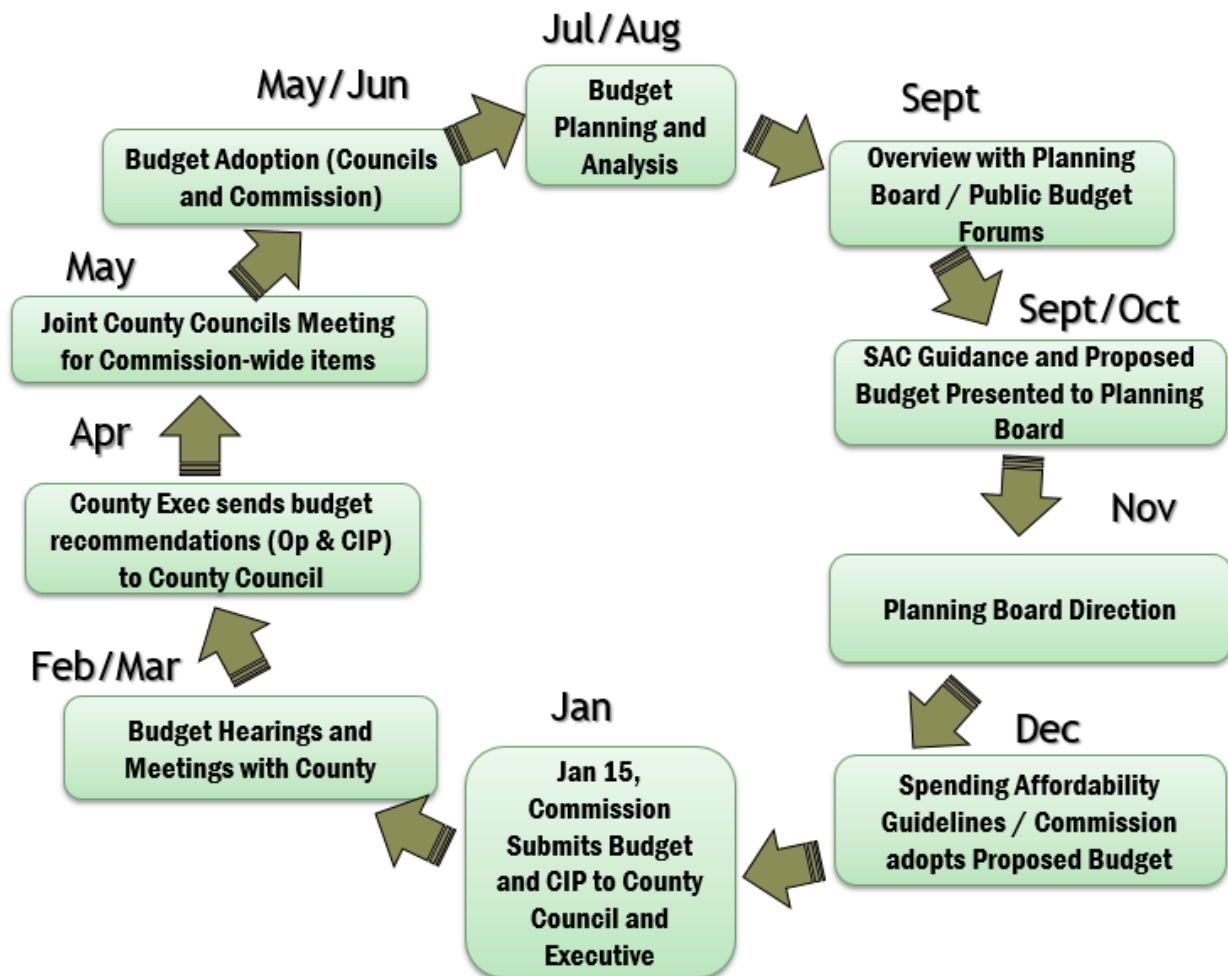 Jul/Aug
Budget
Planning and
Analysis
Sept
Overview with Planning
Board / Public Budget
Forums
Sept/Oct
SAC Guidance and Proposed
Budget Presented to Planning
Board
Nov
Planning Board Direction
Dec
Spending Affordability
Guidelines / Commission
adopts Proposed Budget
Jan
Jan 15,
Commission
Submits Budget
and CIP to County
Council and
Executive
Feb/Mar
Budget Hearings and
Meetings with County
Apr
County Exec sends budget
recommendations (Op & CIP)
to County Council
May
Joint County Councils Meeting
for Commission-wide items
May/Jun
Budget Adoption (Councils
and Commission)